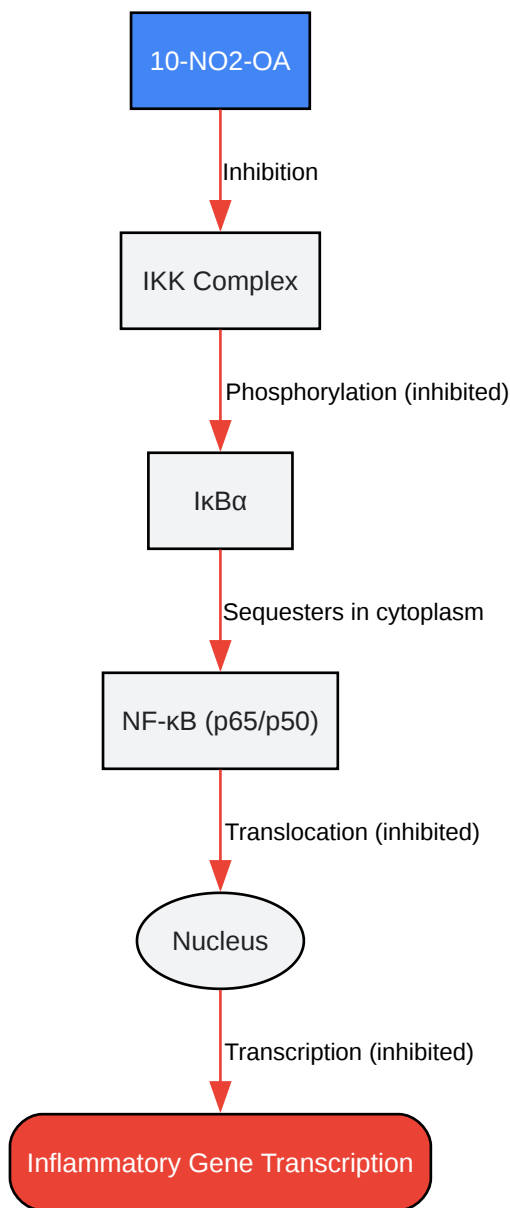 10-NO2-OA
Inhibition
IKK Complex
Phosphorylation (inhibited)
IκBα
Sequesters in cytoplasm
NF-κB (p65/p50)
Translocation (inhibited)
Nucleus
Transcription (inhibited)
Inflammatory Gene Transcription